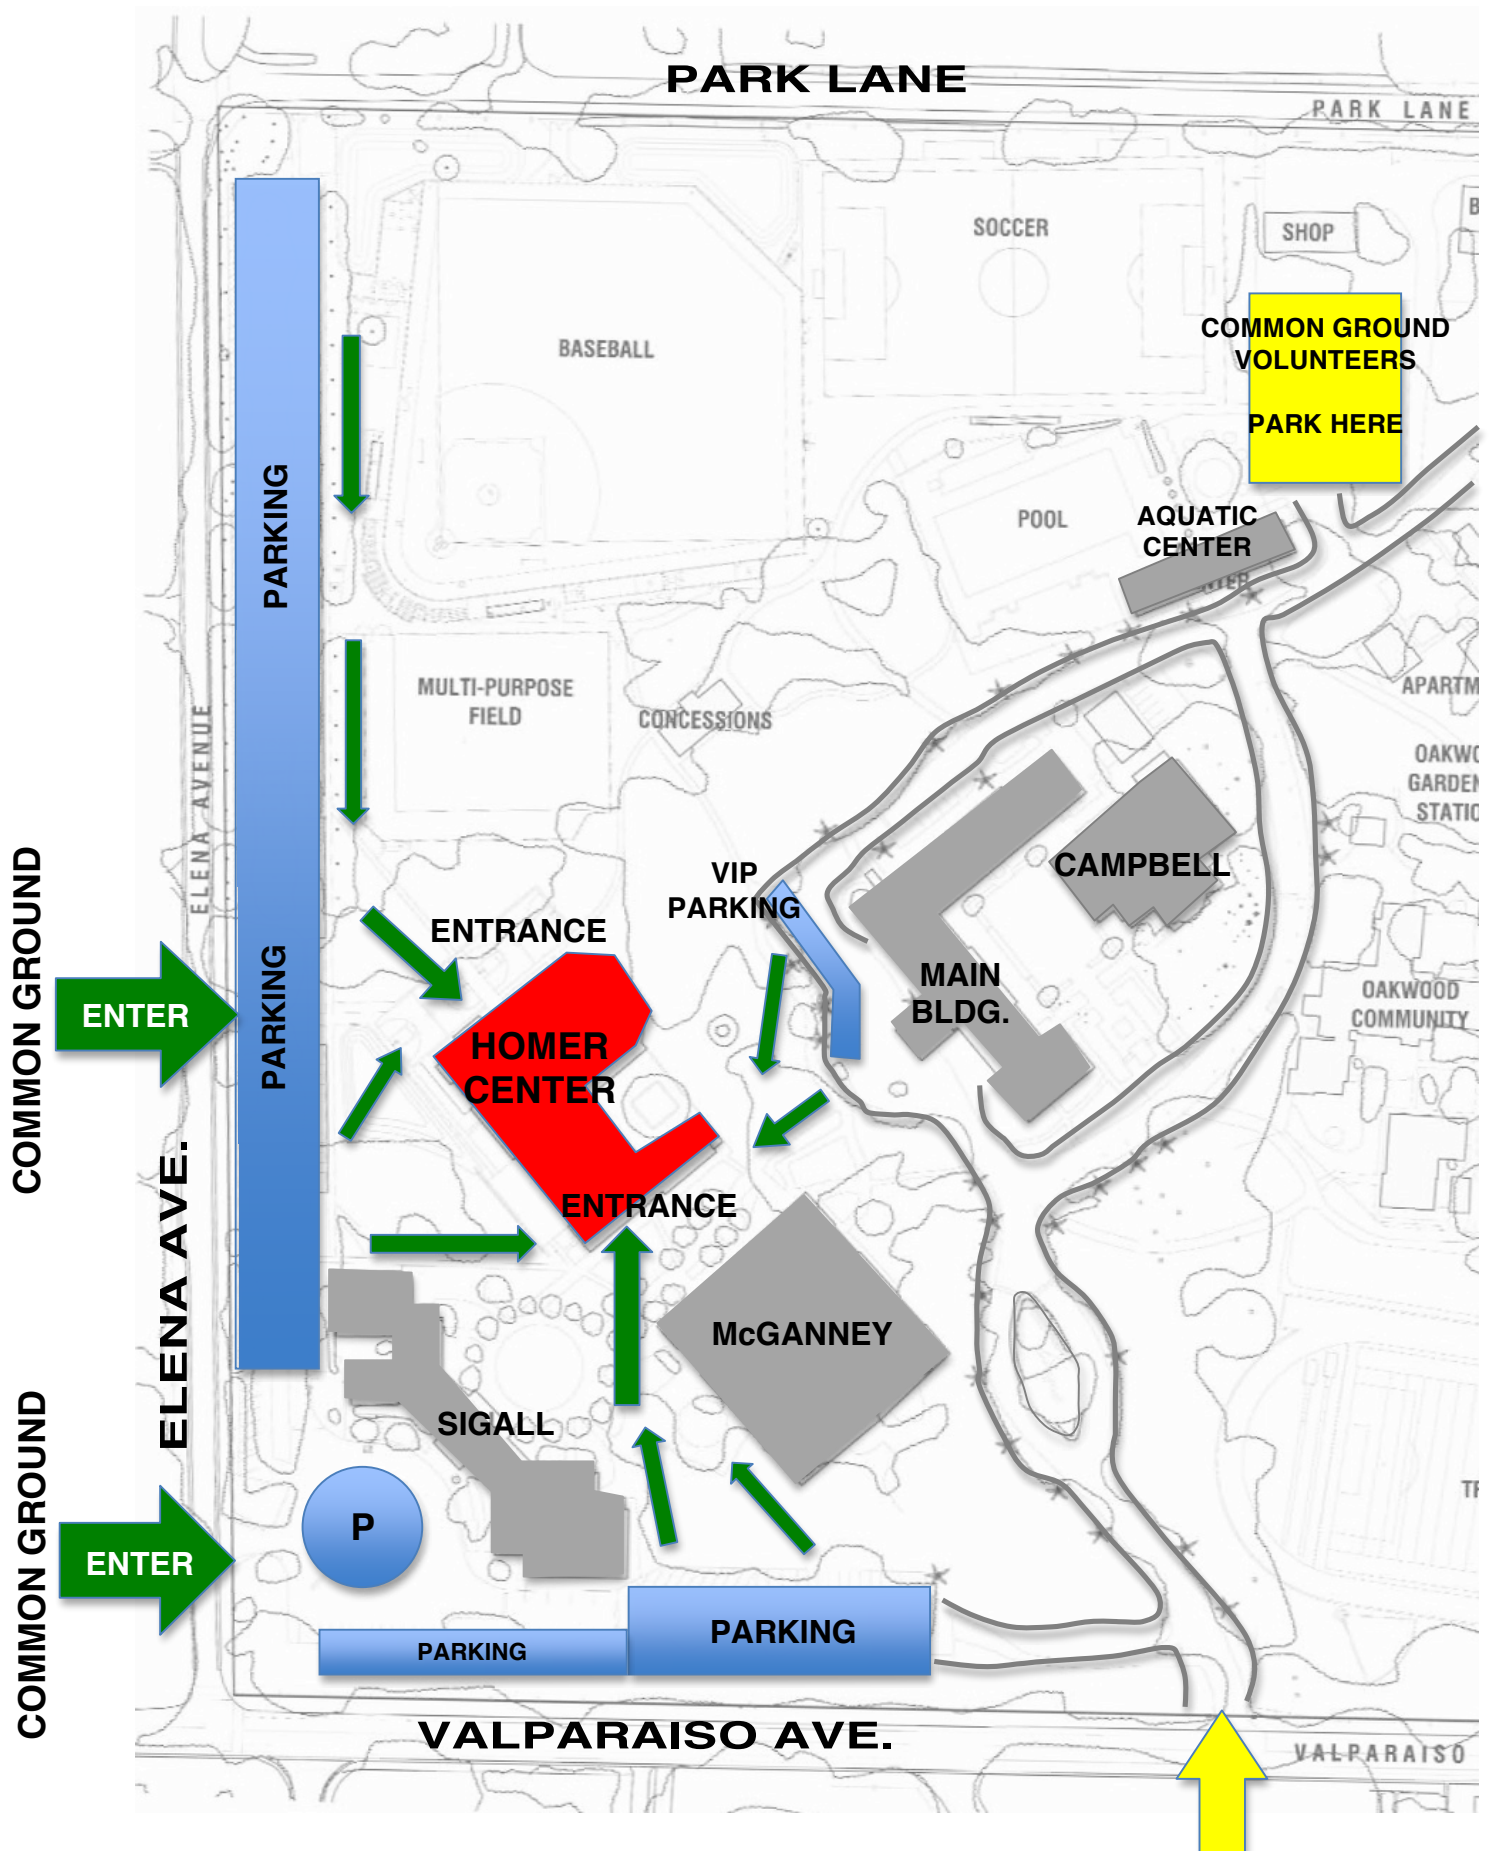 PARK LANE
PARK LANE
SOCCER
SHOP
B
BASEBALL
COMMON GROUND
VOLUNTEERS
PARK HERE
PARKING
POOL
AQUATIC
CENTER
MULTI-PURPOSE
FIELD
CONCESSIONS
APARTM
ELENA AVENUE
OAKWO
GARDEN
STATIO
COMMON GROUND
ENTER
PARKING
ENTRANCE
VIP
PARKING
CAMPBELL
MAIN
BLDG.
OAKWOOD
COMMUNITY
HOMER
CENTER
ELENA AVE.
ENTRANCE
McGANNEY
SIGALL
COMMON GROUND
ENTER
P
PARKING
PARKING
VALPARAISO AVE.
VALPARAISO